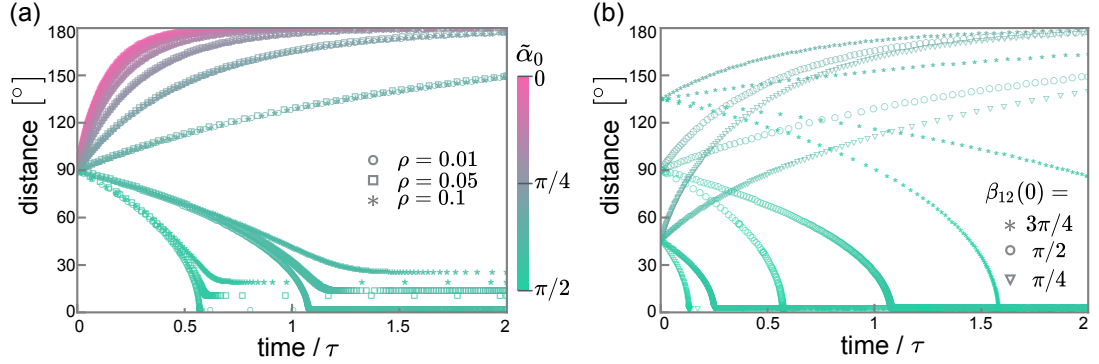 (a)
180
150
120
90
60
30
0
distance [°]
0
0.5
1
1.5
2
time / τ
ρ = 0.01
ρ = 0.05
ρ = 0.1
α̃₀
0
π/4
π/2
(b)
180
150
120
90
60
30
0
distance [°]
0
0.5
1
1.5
2
time / τ
β₁₂(0) =
3π/4
π/2
π/4